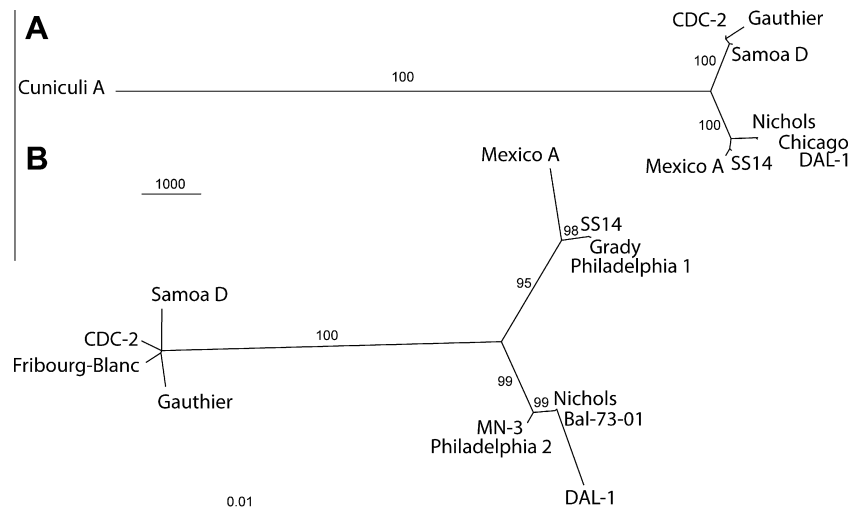 A
CDC-2 Gauthier
100 Samoa D
Cuniculi A 100
100 Nichols
Chicago
DAL-1
Mexico A SS14
B
1000
Mexico A
98 SS14
Grady
Philadelphia 1
95
Samoa D
CDC-2
100
Fribourg-Blanc
Gauthier
99
99 Nichols
Bal-73-01
MN-3
Philadelphia 2
DAL-1
0.01